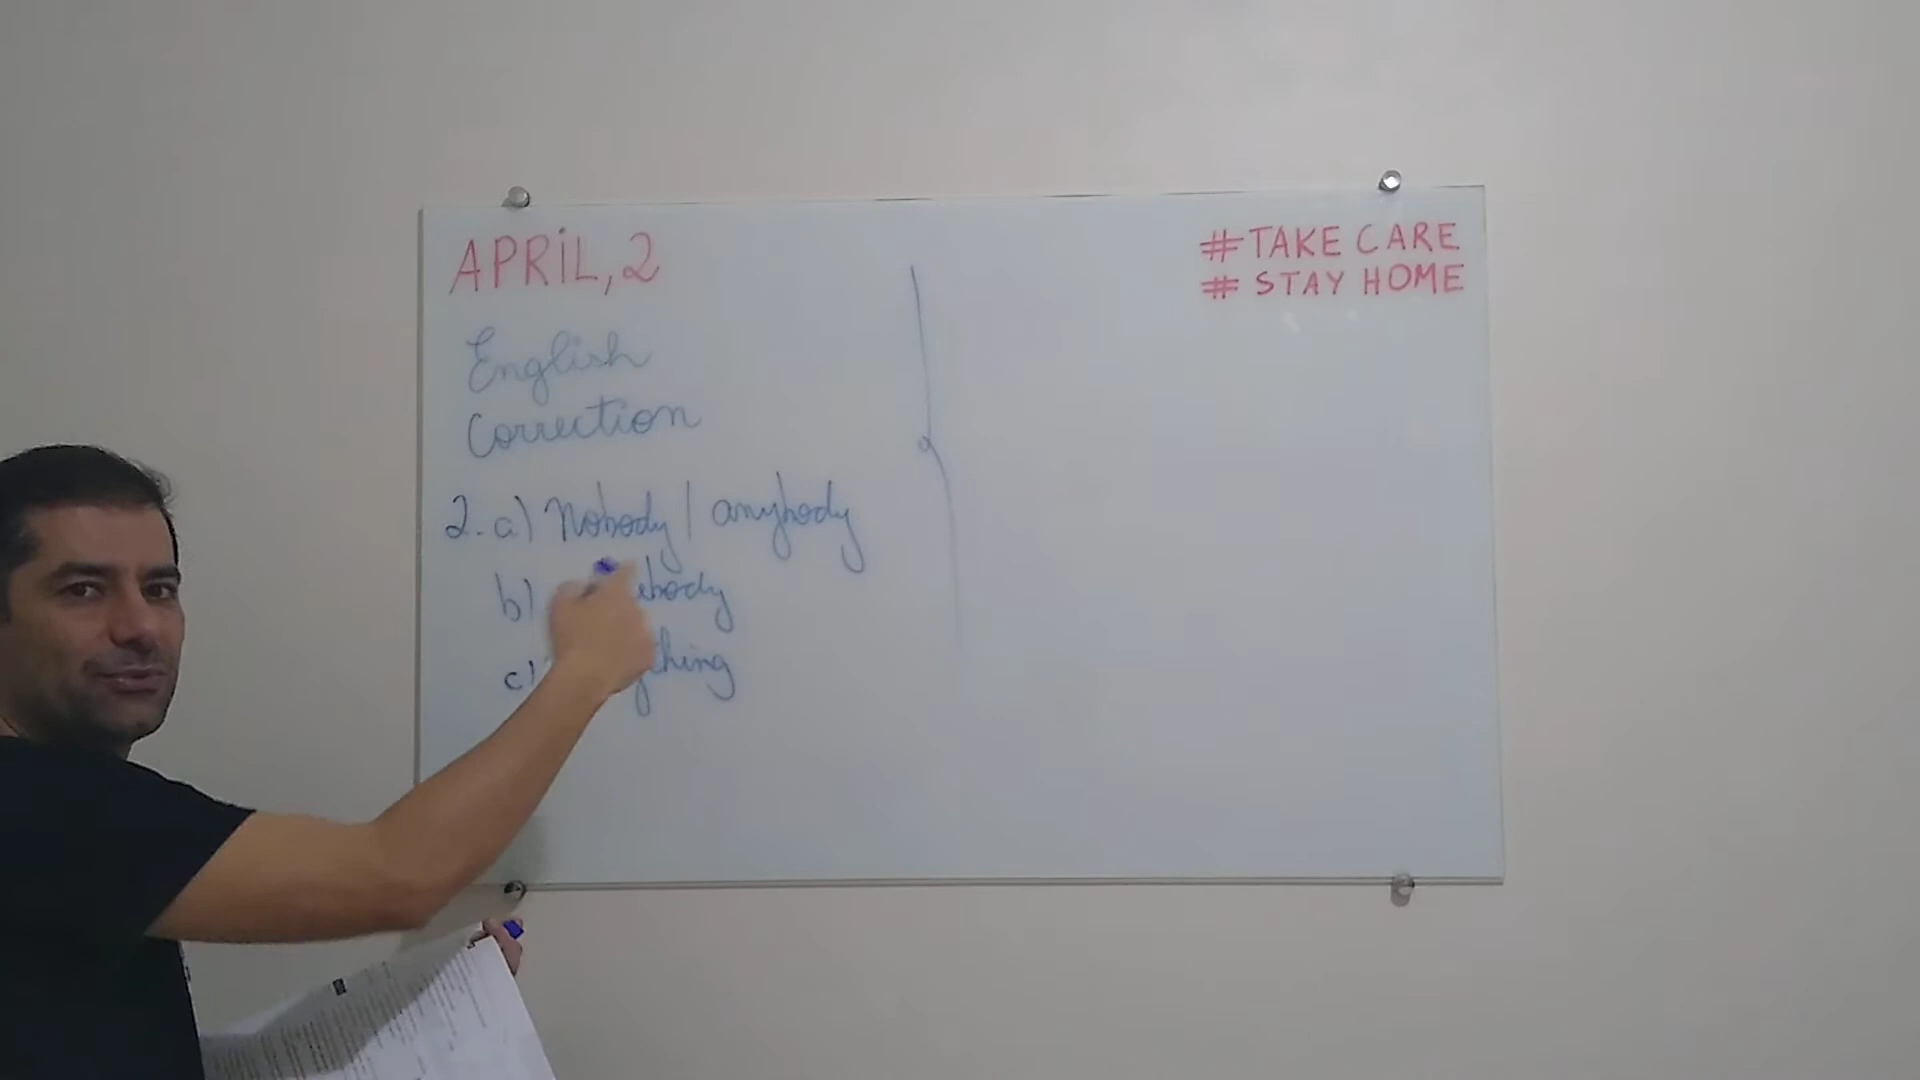 APRIL, 2
# TAKE CARE
# STAY HOME
English
Correction
2. a) Nobody / anybody
b)
c)